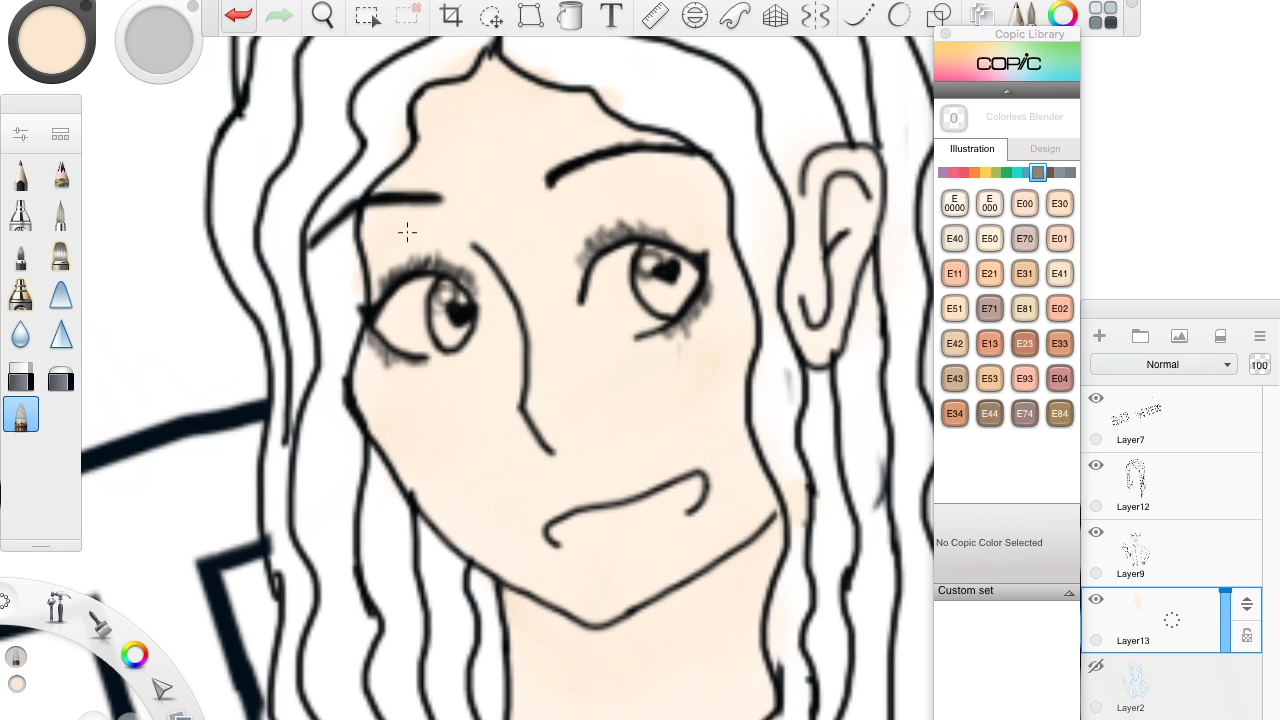 T
Copic Library
COPIC
0 Colorless Blender
Illustration Design
E0000 E000 E00 E30
E40 E50 E70 E01
E11 E21 E31 E41
E51 E71 E81 E02
E42 E13 E23 E33
E43 E53 E93 E04
E34 E44 E74 E84
No Copic Color Selected
Custom set
Normal 100
Layer7
Layer12
Layer9
Layer13
Layer2